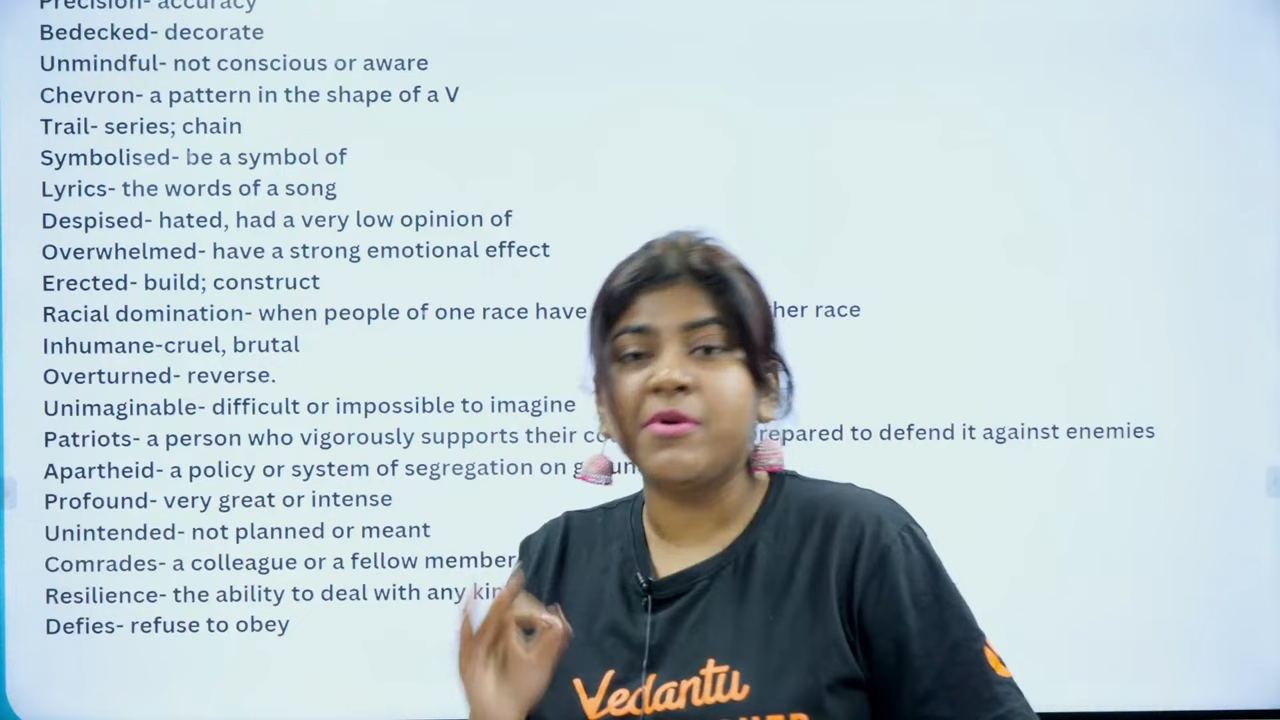 Precision- accuracy
Bedecked- decorate
Unmindful- not conscious or aware
Chevron- a pattern in the shape of a V
Trail- series; chain
Symbolised- be a symbol of
Lyrics- the words of a song
Despised- hated, had a very low opinion of
Overwhelmed- have a strong emotional effect
Erected- build; construct
Racial domination- when people of one race have race
Inhumane-cruel, brutal
Overturned- reverse.
Unimaginable- difficult or impossible to imagine
Patriots- a person who vigorously supports their to defend it against enemies
Apartheid- a policy or system of segregation on
Profound- very great or intense
Unintended- not planned or meant
Comrades- a colleague or a fellow member
Resilience- the ability to deal with any
Defies- refuse to obey
Vedantu